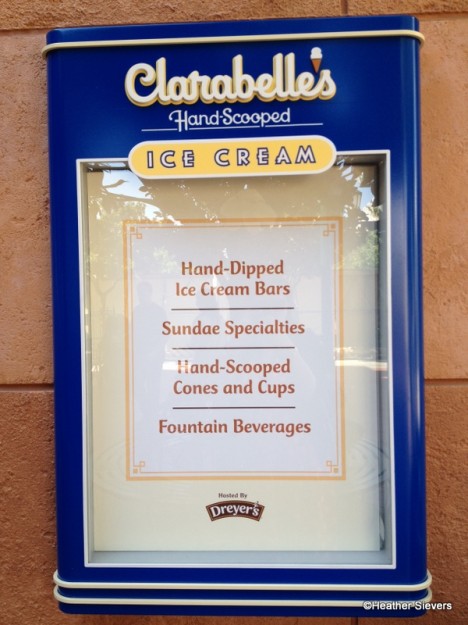 Clarabelle's
Hand-Scooped
ICE CREAM
Hand-Dipped
Ice Cream Bars
Sundae Specialties
Hand-Scooped
Cones and Cups
Fountain Beverages
Hosted By
Dreyer's
©Heather Sievers